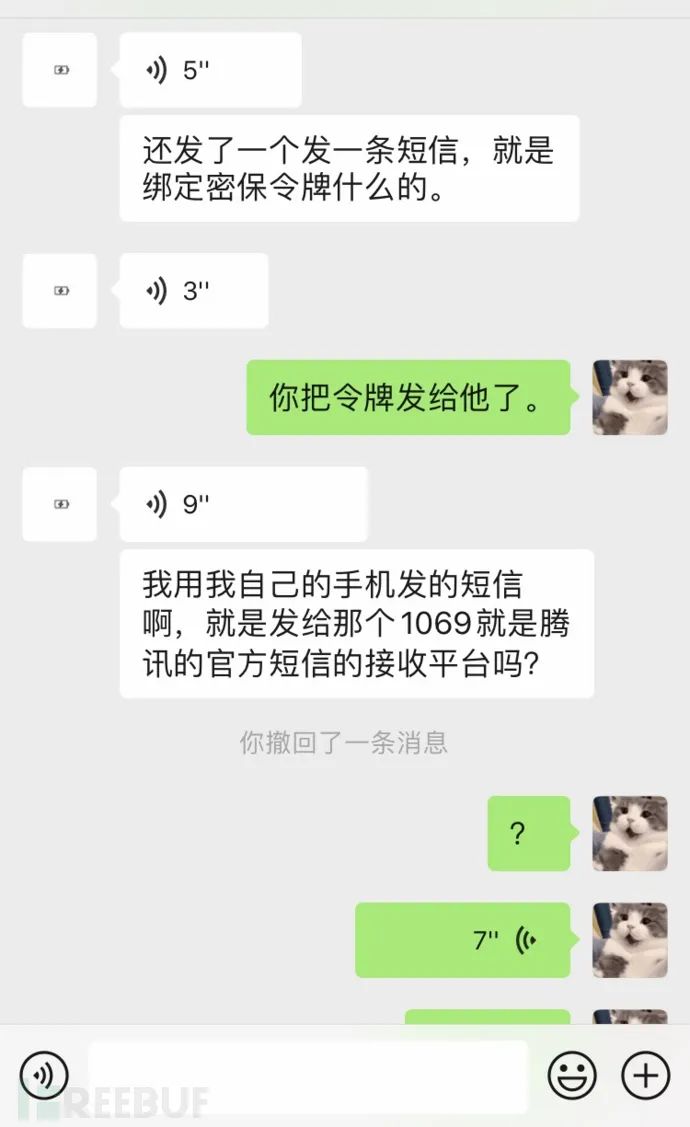 5''
还发了一个发一条短信，就是
绑定密保令牌什么的。
3''
你把令牌发给他了。
9''
我用我自己的手机发的短信
啊，就是发给那个1069就是腾
讯的官方短信的接收平台吗?
你撤回了一条消息
?
7''
REEBUF